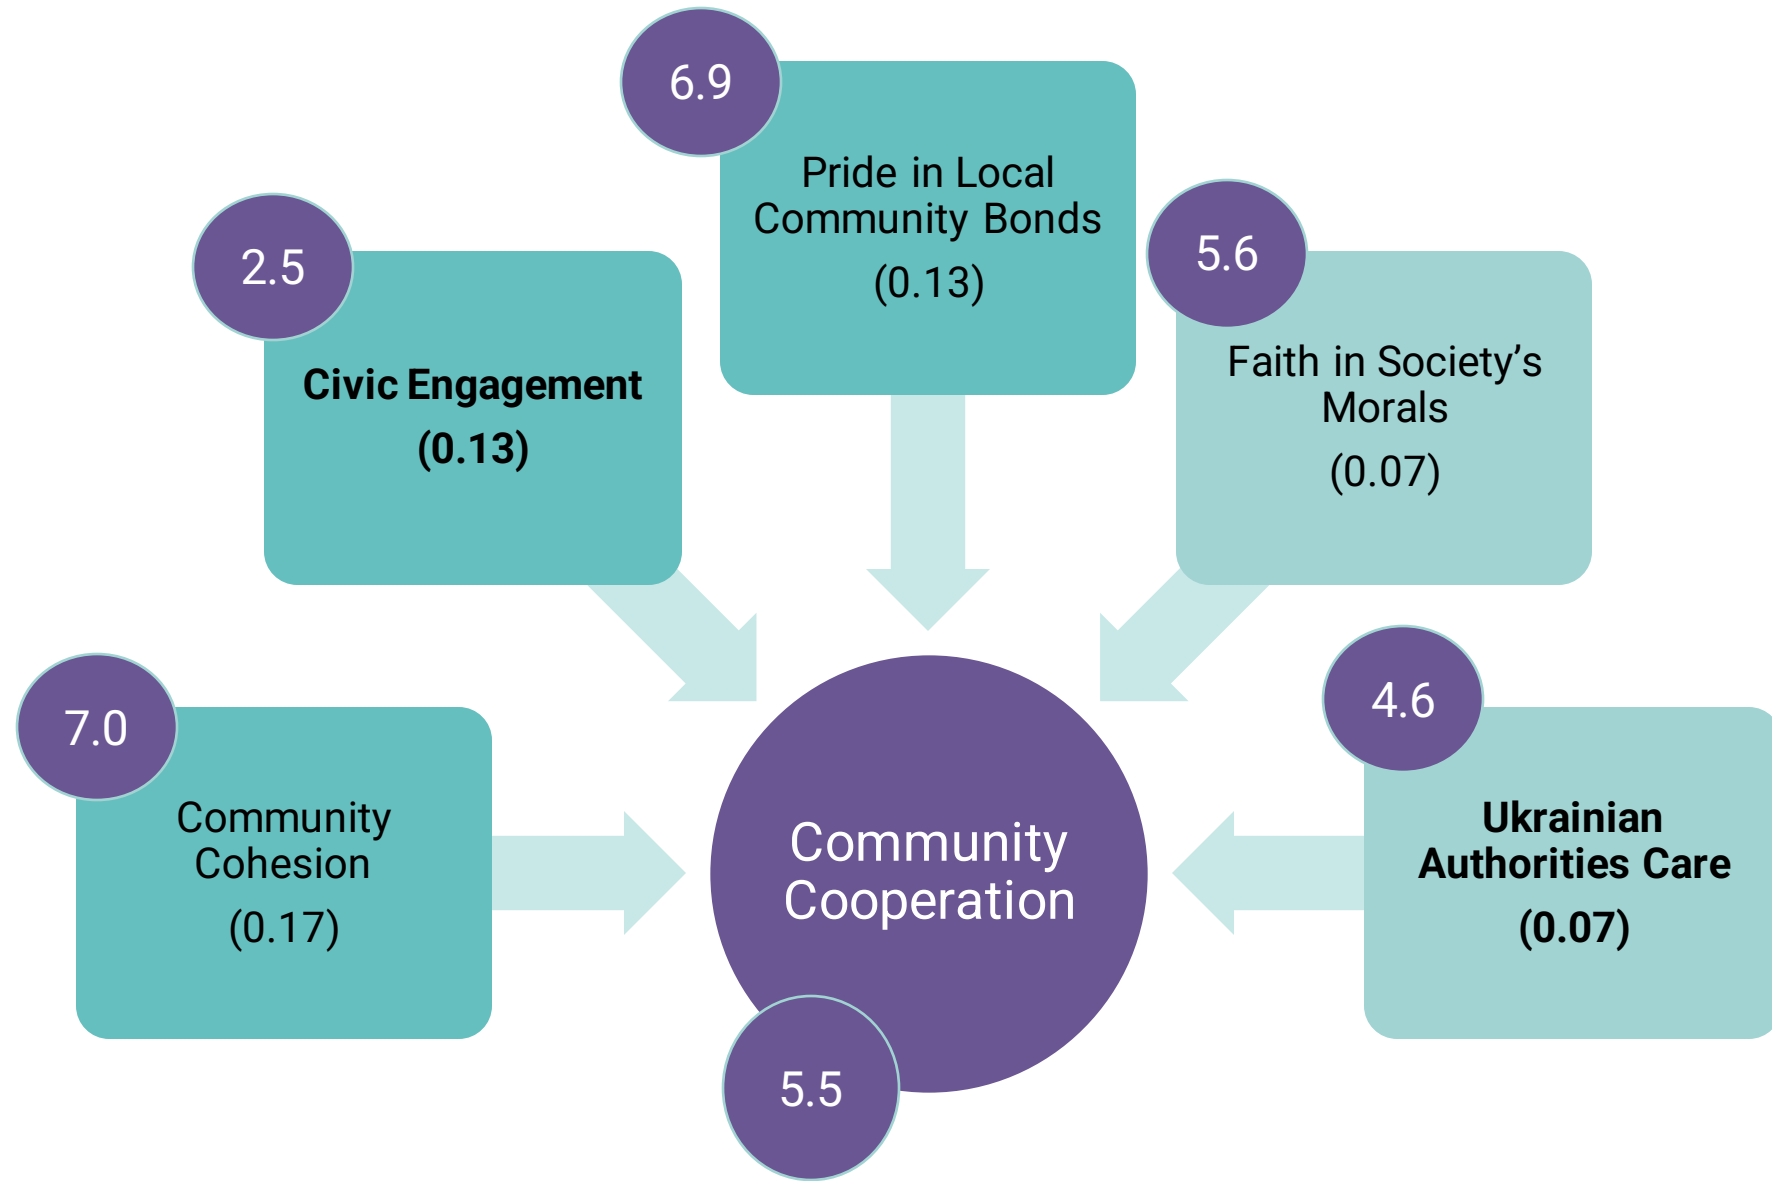 6.9
Pride in Local
Community Bonds
(0.13)
2.5
Civic Engagement
(0.13)
5.6
Faith in Society’s
Morals
(0.07)
7.0
Community
Cohesion
(0.17)
4.6
Ukrainian
Authorities Care
(0.07)
Community
Cooperation
5.5